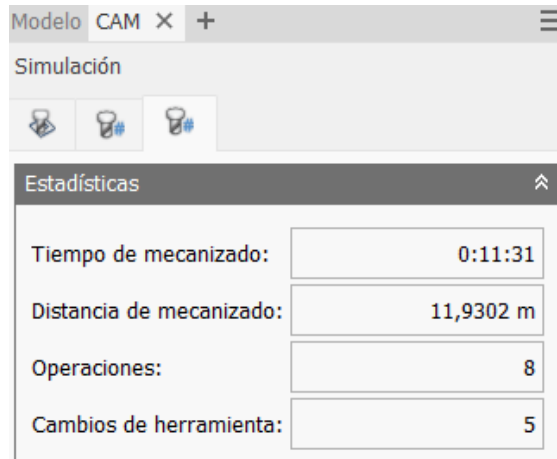 Modelo CAM × +
Simulación
Estadísticas
Tiempo de mecanizado: 0:11:31
Distancia de mecanizado: 11,9302 m
Operaciones: 8
Cambios de herramienta: 5